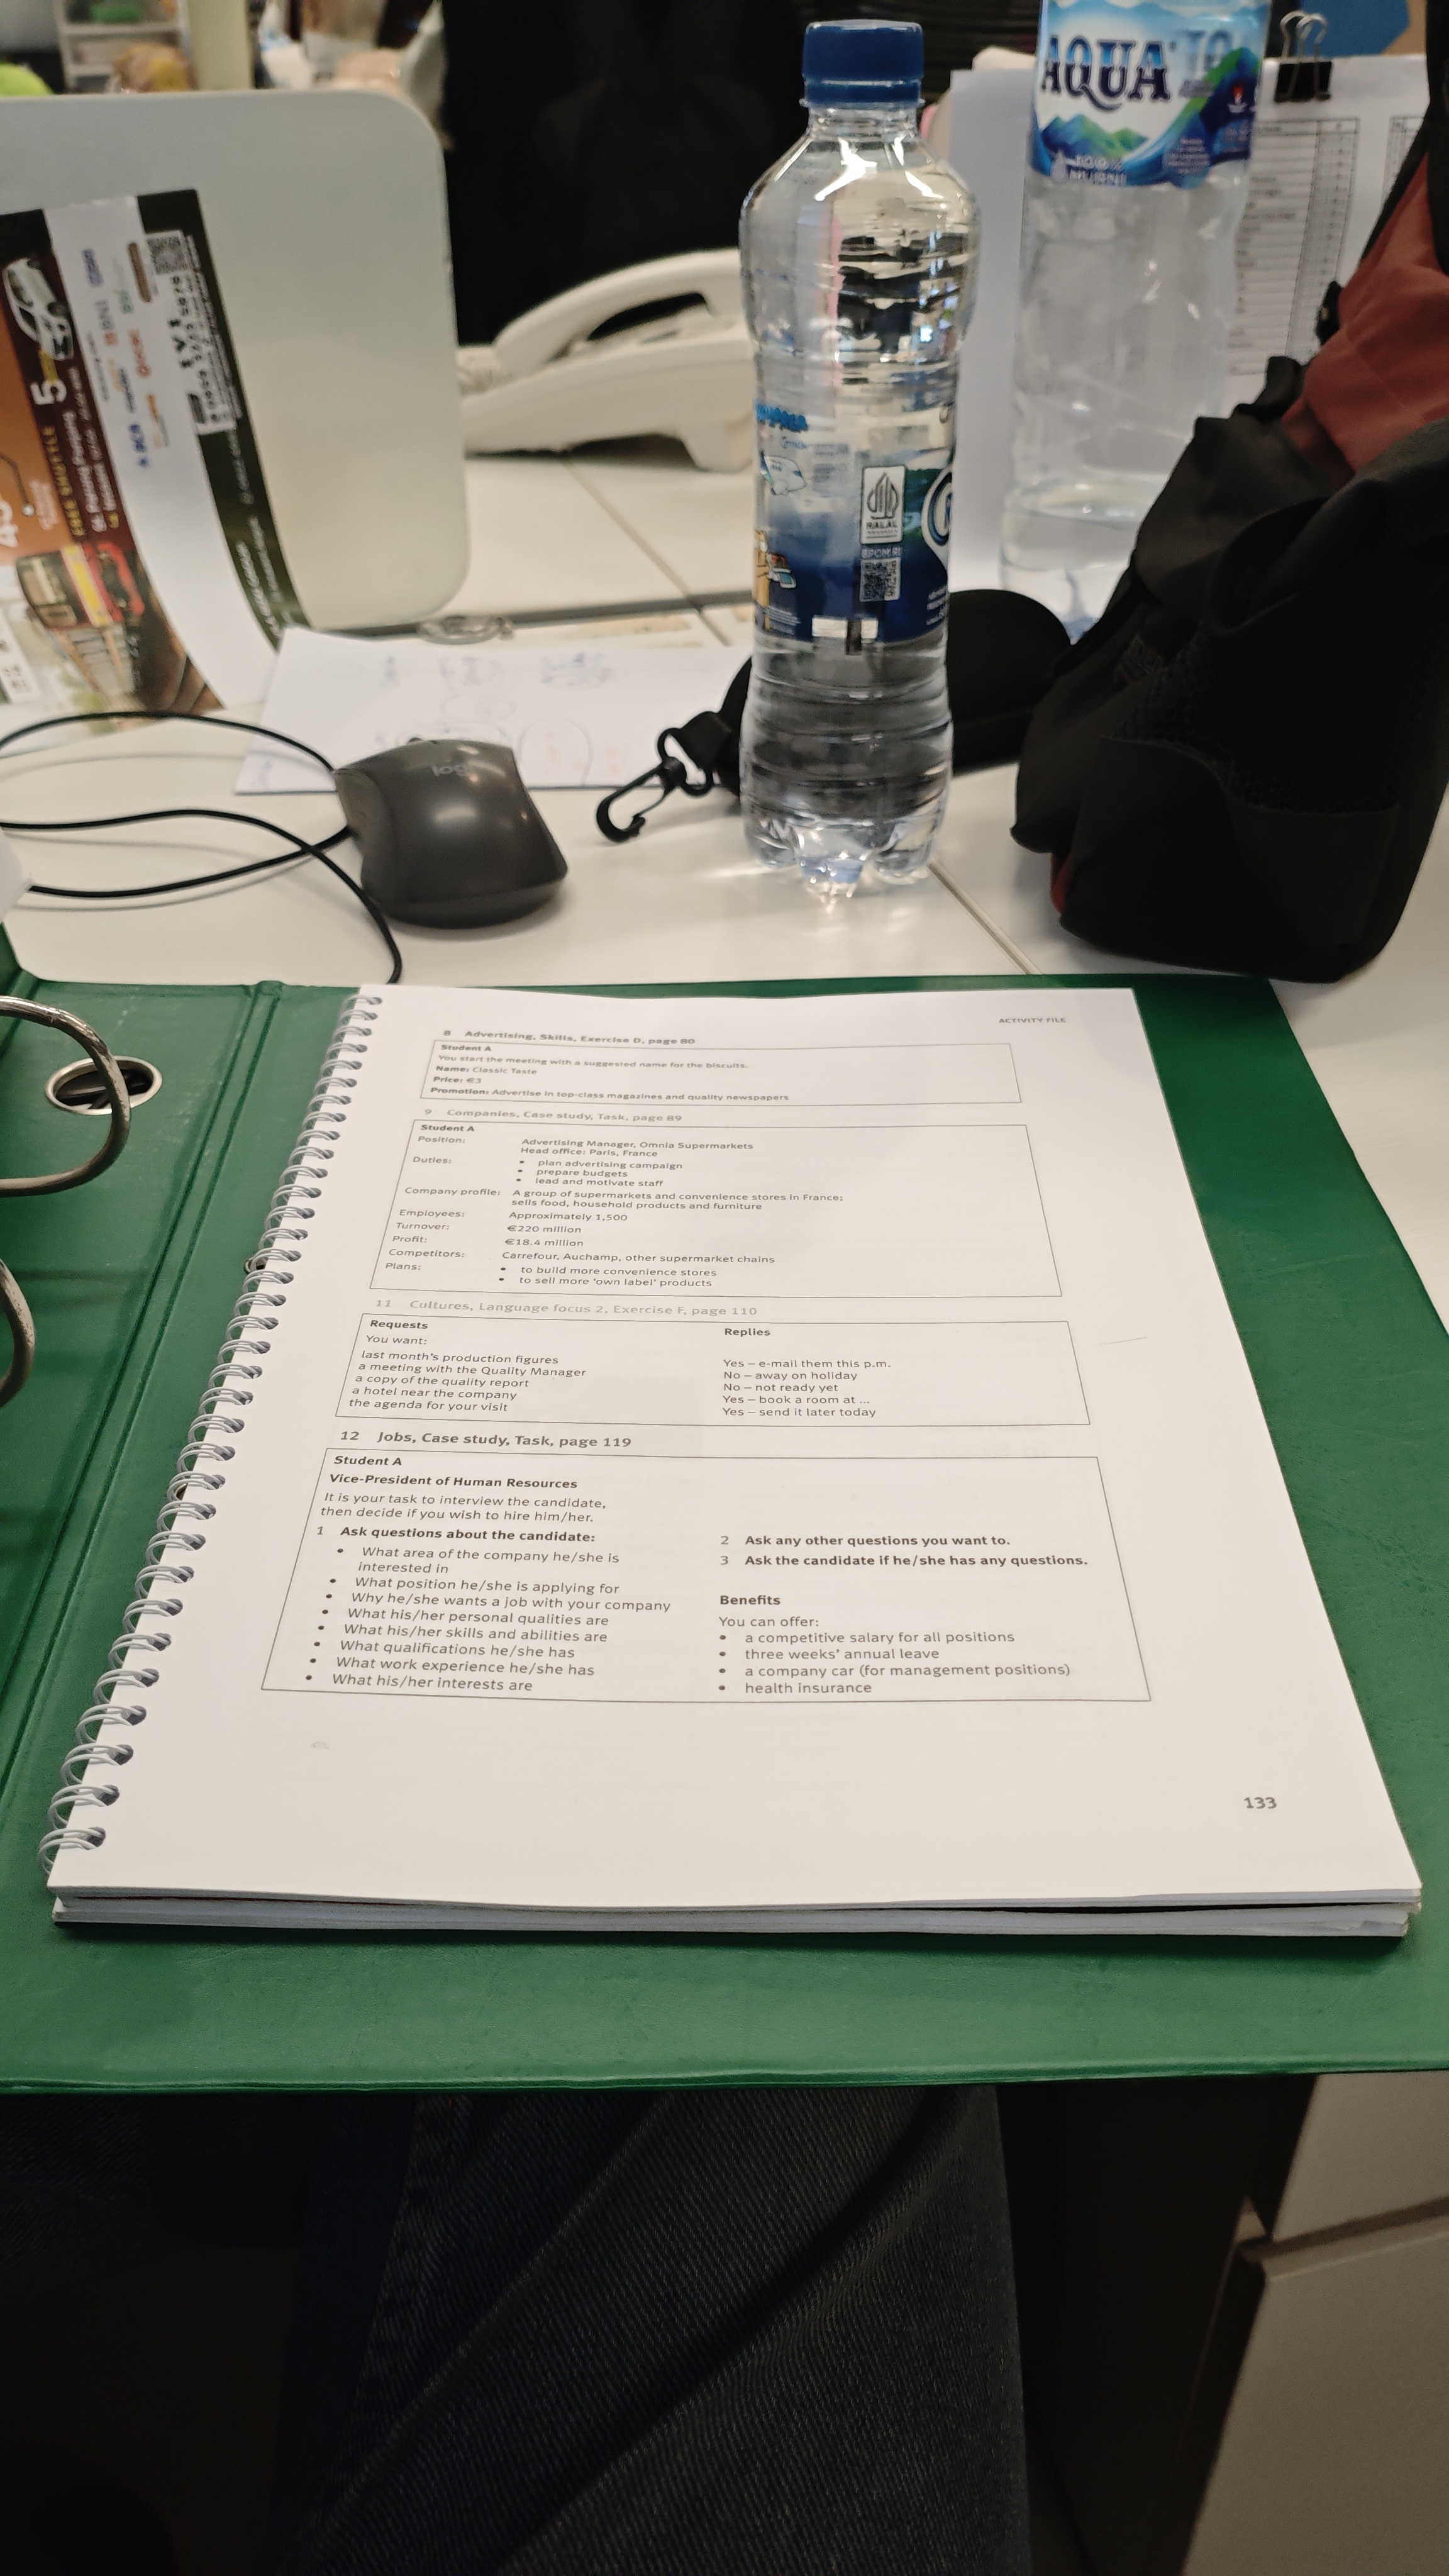 AQUA
100%
MURNI
HALAL
BPOM RI
5
FREE SHUTTLE
logi
ACTIVITY FILE
8 Advertising, Skills, Exercise D, page 80
Student A
You start the meeting with a suggested name for the biscuits.
Name: Classic Taste
Price: €3
Promotion: Advertise in top-class magazines and quality newspapers
9 Companies, Case study, Task, page 89
Student A
Position: Advertising Manager, Omnia Supermarkets
Head office: Paris, France
Duties: • plan advertising campaign
• prepare budgets
• lead and motivate staff
Company profile: A group of supermarkets and convenience stores in France;
sells food, household products and furniture
Employees: Approximately 1,500
Turnover: €220 million
Profit: €18.4 million
Competitors: Carrefour, Auchamp, other supermarket chains
Plans: • to build more convenience stores
• to sell more 'own label' products
11 Cultures, Language focus 2, Exercise F, page 110
Requests Replies
You want:
last month's production figures Yes – e-mail them this p.m.
a meeting with the Quality Manager No – away on holiday
a copy of the quality report No – not ready yet
a hotel near the company Yes – book a room at ...
the agenda for your visit Yes – send it later today
12 Jobs, Case study, Task, page 119
Student A
Vice-President of Human Resources
It is your task to interview the candidate,
then decide if you wish to hire him/her.
1 Ask questions about the candidate:
• What area of the company he/she is
interested in
• What position he/she is applying for
• Why he/she wants a job with your company
• What his/her personal qualities are
• What his/her skills and abilities are
• What qualifications he/she has
• What work experience he/she has
• What his/her interests are
2 Ask any other questions you want to.
3 Ask the candidate if he/she has any questions.
Benefits
You can offer:
• a competitive salary for all positions
• three weeks' annual leave
• a company car (for management positions)
• health insurance
133